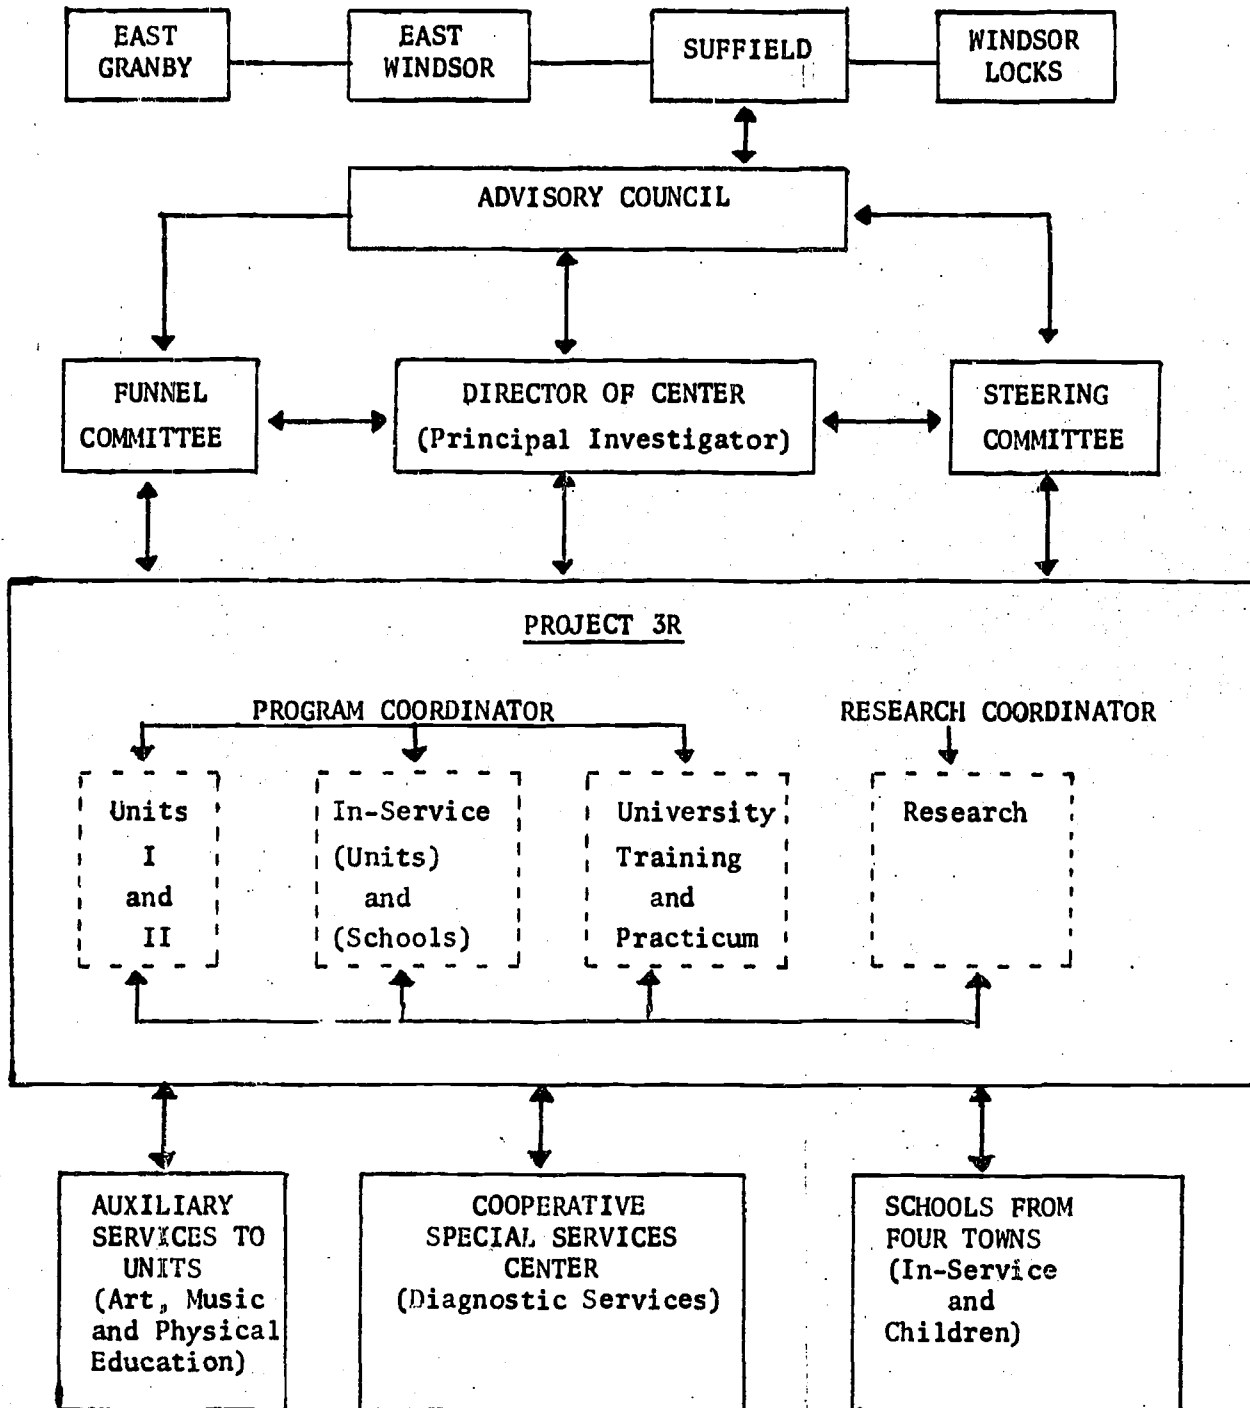 EAST
GRANBY
EAST
WINDSOR
SUFFIELD
WINDSOR
LOCKS
ADVISORY COUNCIL
FUNNEL
COMMITTEE
DIRECTOR OF CENTER
(Principal Investigator)
STEERING
COMMITTEE
PROJECT 3R
PROGRAM COORDINATOR
RESEARCH COORDINATOR
Units
I
and
II
In-Service
(Units)
and
(Schools)
University
Training
and
Practicum
Research
AUXILIARY
SERVICES TO
UNITS
(Art, Music
and Physical
Education)
COOPERATIVE
SPECIAL SERVICES
CENTER
(Diagnostic Services)
SCHOOLS FROM
FOUR TOWNS
(In-Service
and
Children)